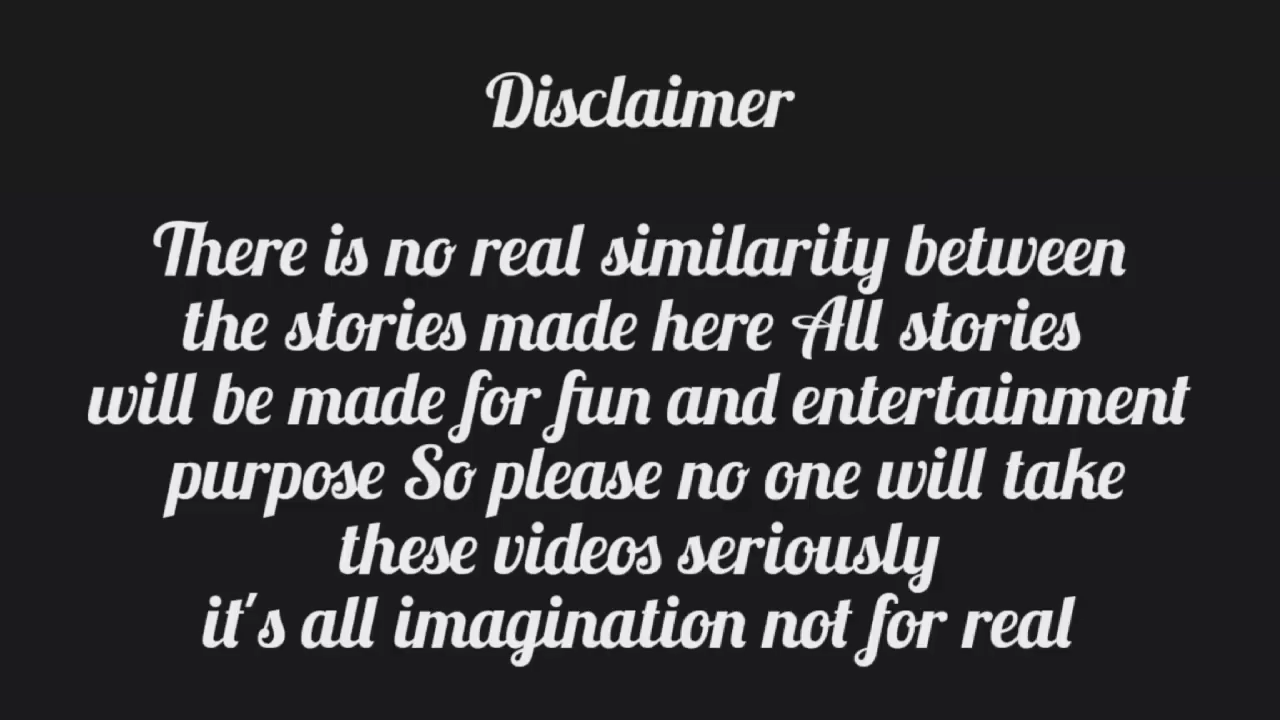 Disclaimer
There is no real similarity between
the stories made here All stories
will be made for fun and entertainment
purpose So please no one will take
these videos seriously
it's all imagination not for real